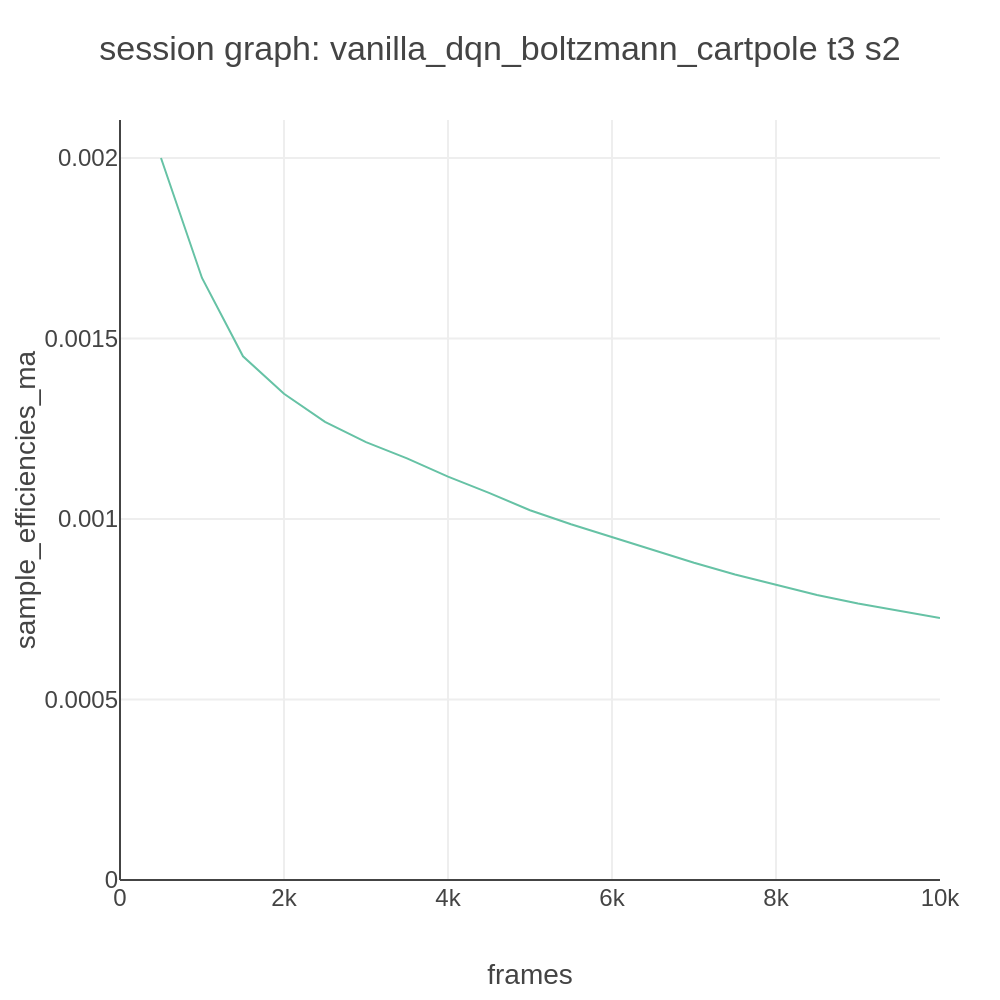 session graph: vanilla_dqn_boltzmann_cartpole t3 s2
sample_efficiencies_ma
0.002
0.0015
0.001
0.0005
0
0 2k 4k 6k 8k 10k
frames